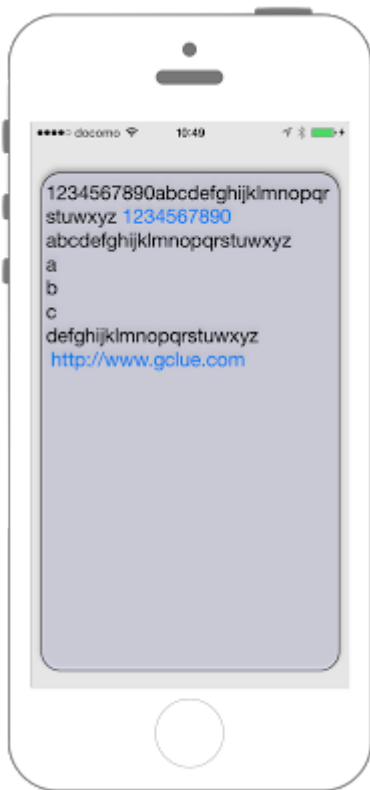 docomo 10:49
1234567890abcdefghijklmnopqr
stuwxyz 1234567890
abcdefghijklmnopqrstuwxyz
a
b
c
defghijklmnopqrstuwxyz
http://www.gclue.com